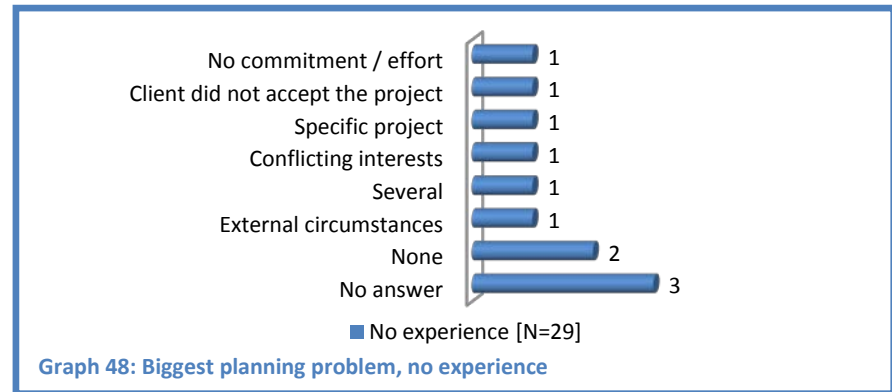 No commitment / effort 1
Client did not accept the project 1
Specific project 1
Conflicting interests 1
Several 1
External circumstances 1
None 2
No answer 3
No experience [N=29]
Graph 48: Biggest planning problem, no experience